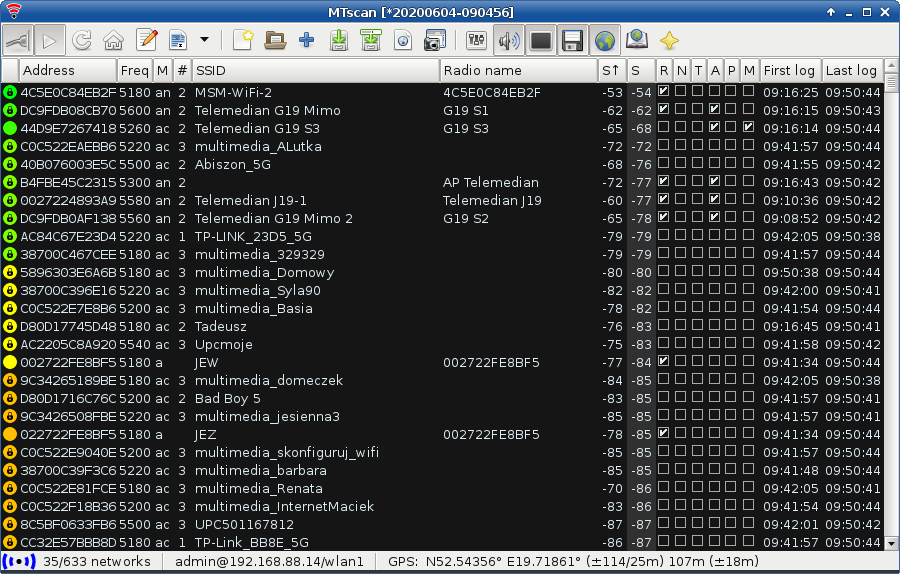 MTscan [*20200604-090456]
Address Freq M # SSID Radio name S↑ S R N T A P M First log Last log
4C5E0C84EB2F 5180 an 2 MSM-WiFi-2 4C5E0C84EB2F -53 -54 09:16:25 09:50:44
DC9FDB08CB70 5600 an 2 Telemedian G19 Mimo G19 S1 -62 -62 09:16:15 09:50:43
44D9E7267418 5260 ac 2 Telemedian G19 S3 G19 S3 -65 -68 09:16:14 09:50:44
C0C522EAEBB6 5220 ac 3 multimedia_ALutka -72 -72 09:41:57 09:50:44
40B076003E5C 5500 ac 2 Abiszon_5G -68 -76 09:41:55 09:50:42
B4FBE45C2315 5300 an 2 AP Telemedian -72 -77 09:16:43 09:50:42
0027224893A9 5580 an 2 Telemedian J19-1 Telemedian J19 -60 -77 09:10:36 09:50:42
DC9FDB0AF138 5560 an 2 Telemedian G19 Mimo 2 G19 S2 -65 -78 09:08:52 09:50:42
AC84C67E23D4 5220 ac 1 TP-LINK_23D5_5G -79 -79 09:42:05 09:50:38
38700C467CEE 5180 ac 3 multimedia_329329 -79 -79 09:41:57 09:50:44
5896303E6A6B 5180 ac 3 multimedia_Domowy -80 -80 09:50:38 09:50:44
38700C396E16 5220 ac 3 multimedia_Syla90 -82 -82 09:42:00 09:50:41
C0C522E7E8B6 5200 ac 3 multimedia_Basia -78 -82 09:41:54 09:50:44
D80D17745D48 5180 ac 2 Tadeusz -76 -83 09:16:45 09:50:41
AC2205C8A920 5540 ac 3 Upcmoje -75 -83 09:41:58 09:50:42
002722FE8BF5 5180 a JEW 002722FE8BF5 -77 -84 09:41:34 09:50:44
9C34265189BE 5180 ac 3 multimedia_domeczek -84 -85 09:42:05 09:50:38
D80D1716C76C 5200 ac 2 Bad Boy 5 -83 -85 09:41:57 09:50:41
9C34265​08FBE 5220 ac 3 multimedia_jesienna3 -85 -85 09:41:57 09:50:41
022722FE8BF5 5180 a JEZ 002722FE8BF5 -78 -85 09:41:34 09:50:44
C0C522E9040E 5200 ac 3 multimedia_skonfiguruj_wifi -85 -85 09:41:57 09:50:44
38700C39F3C6 5220 ac 3 multimedia_barbara -85 -85 09:41:48 09:50:44
C0C522E81FCE 5180 ac 3 multimedia_Renata -70 -86 09:42:05 09:50:41
C0C522F18B36 5200 ac 3 multimedia_InternetMaciek -83 -86 09:41:54 09:50:44
8C5BF0633FB6 5500 ac 3 UPC501167812 -87 -87 09:42:01 09:50:42
CC32E57BBB8D 5180 ac 1 TP-Link_BB8E_5G -86 -87 09:41:57 09:50:44
35/633 networks admin@192.168.88.14/wlan1 GPS: N52.54356° E19.71861° (±114/25m) 107m (±18m)